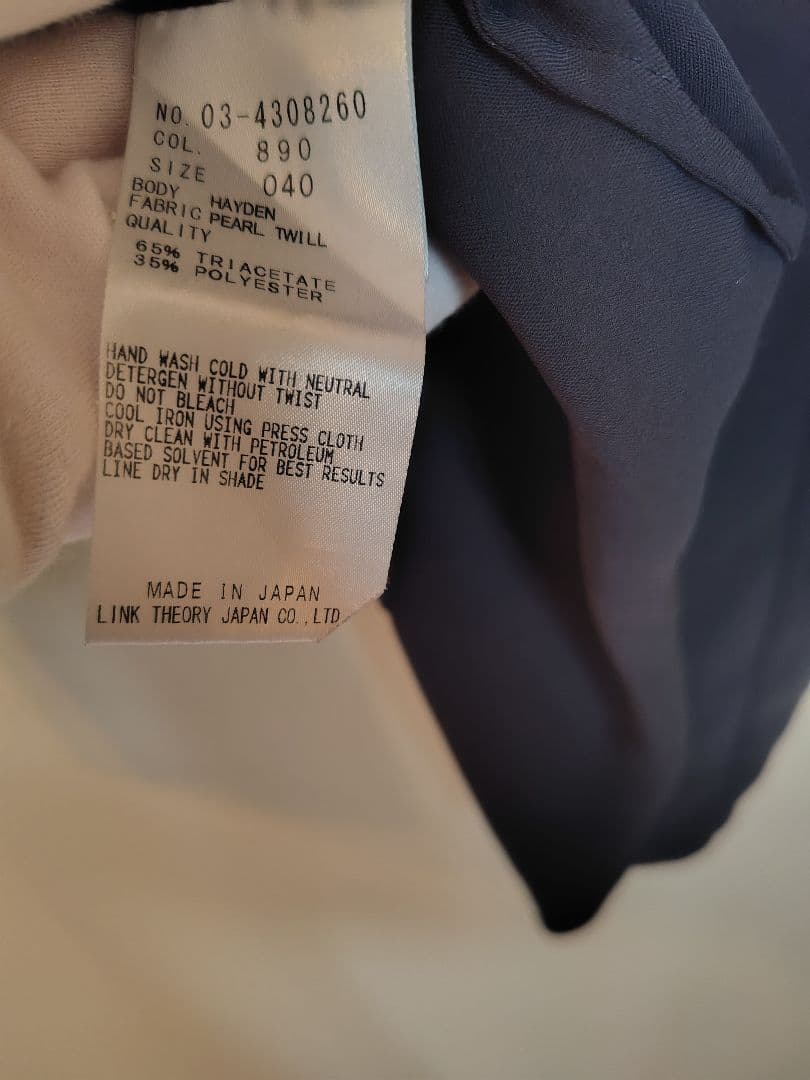 NO. 03-4308260
COL. 890
SIZE 040
BODY HAYDEN
FABRIC PEARL TWILL
QUALITY
65% TRIACETATE
35% POLYESTER
HAND WASH COLD WITH NEUTRAL
DETERGEN WITHOUT TWIST
DO NOT BLEACH
COOL IRON USING PRESS CLOTH
DRY CLEAN WITH PETROLEUM
BASED SOLVENT FOR BEST RESULTS
LINE DRY IN SHADE
MADE IN JAPAN
LINK THEORY JAPAN CO.,LTD.